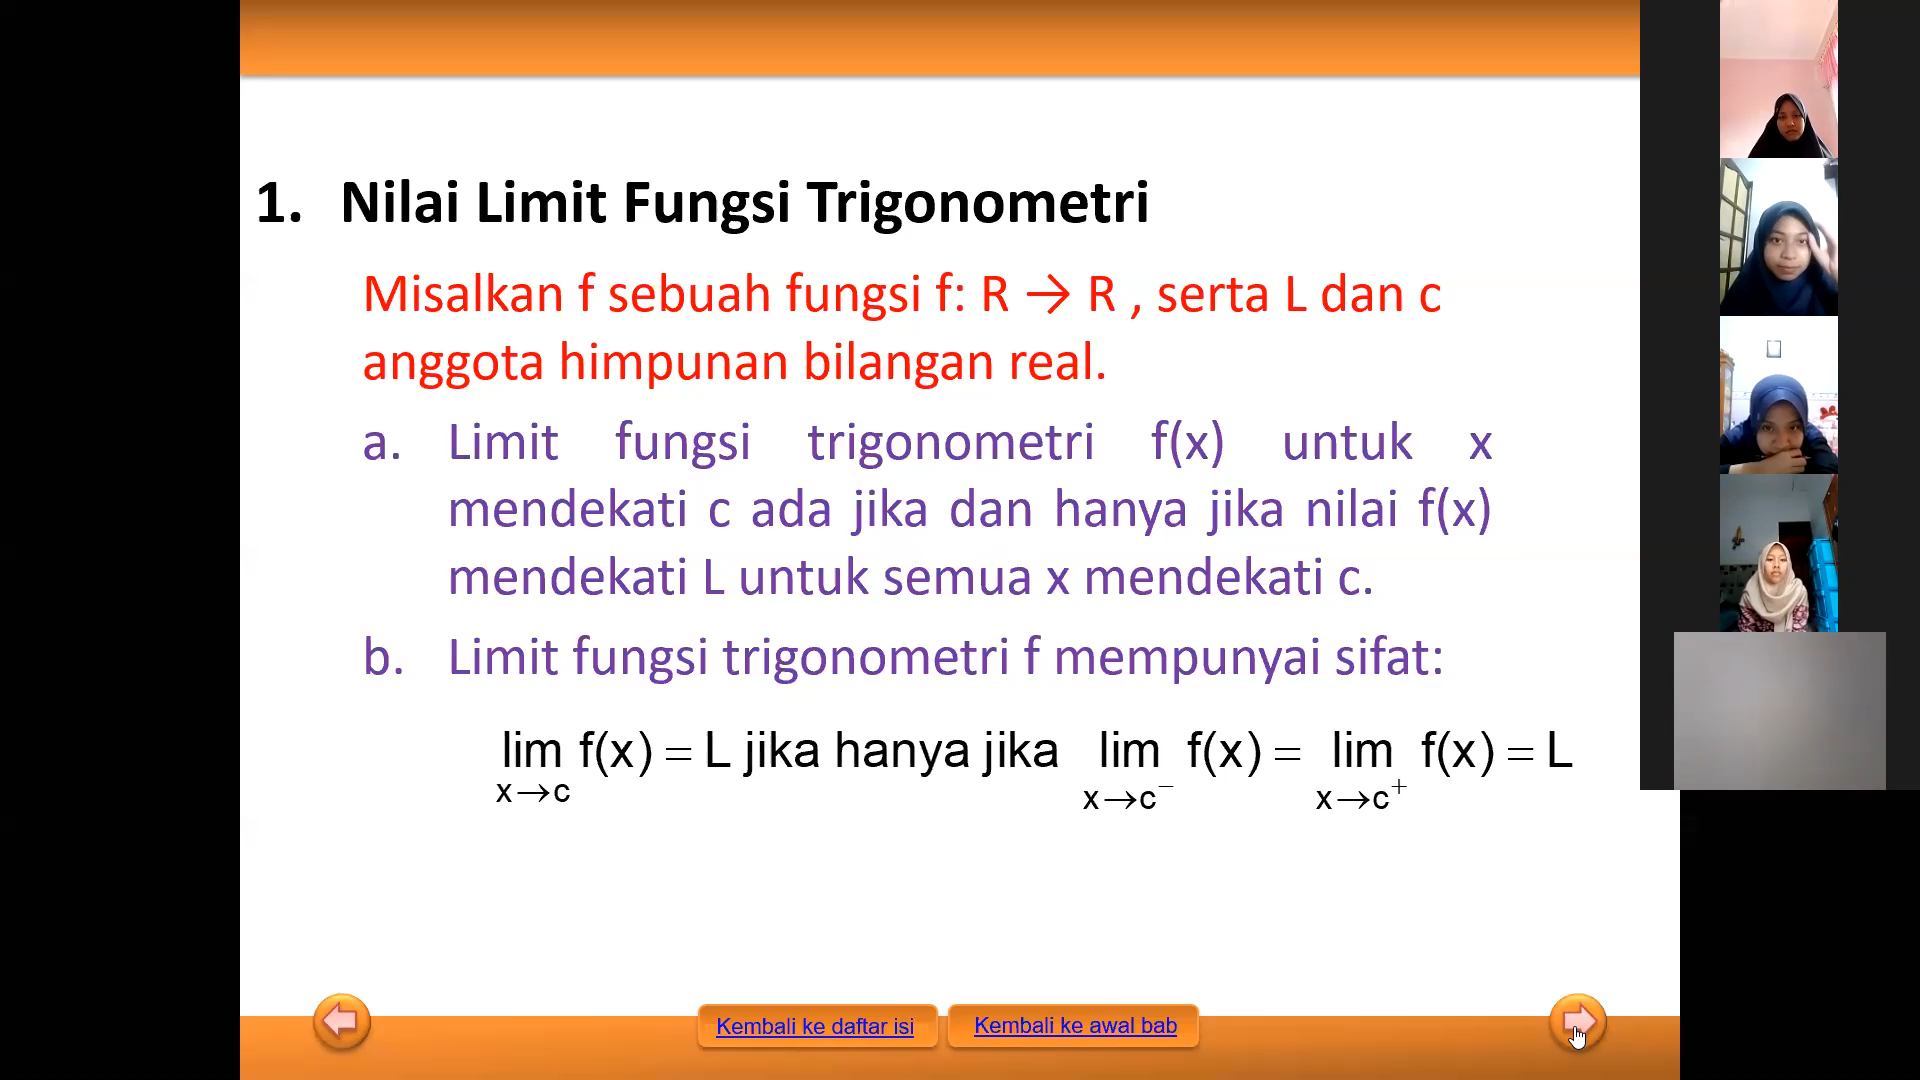 1. Nilai Limit Fungsi Trigonometri
Misalkan f sebuah fungsi f: R → R , serta L dan c
anggota himpunan bilangan real.
a. Limit fungsi trigonometri f(x) untuk x
mendekati c ada jika dan hanya jika nilai f(x)
mendekati L untuk semua x mendekati c.
b. Limit fungsi trigonometri f mempunyai sifat:
lim f(x) = L jika hanya jika lim f(x) = lim f(x) = L
x→c x→c⁻ x→c⁺
Kembali ke daftar isi
Kembali ke awal bab